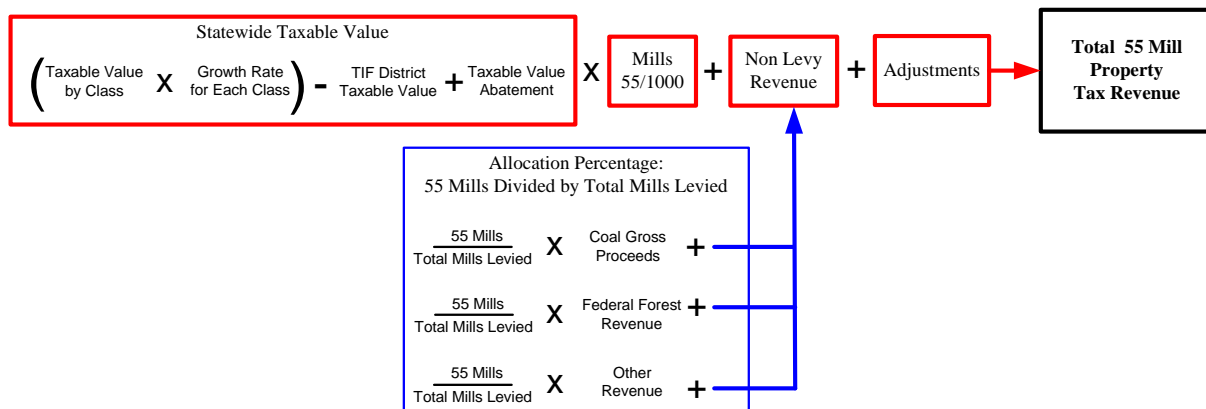 Statewide Taxable Value
( Taxable Value by Class X Growth Rate for Each Class ) - TIF District Taxable Value + Taxable Value Abatement
X
Mills
55/1000
+
Non Levy
Revenue
+
Adjustments
Total 55 Mill
Property
Tax Revenue
Allocation Percentage:
55 Mills Divided by Total Mills Levied
55 Mills
Total Mills Levied
X
Coal Gross
Proceeds
+
55 Mills
Total Mills Levied
X
Federal Forest
Revenue
+
55 Mills
Total Mills Levied
X
Other
Revenue
+